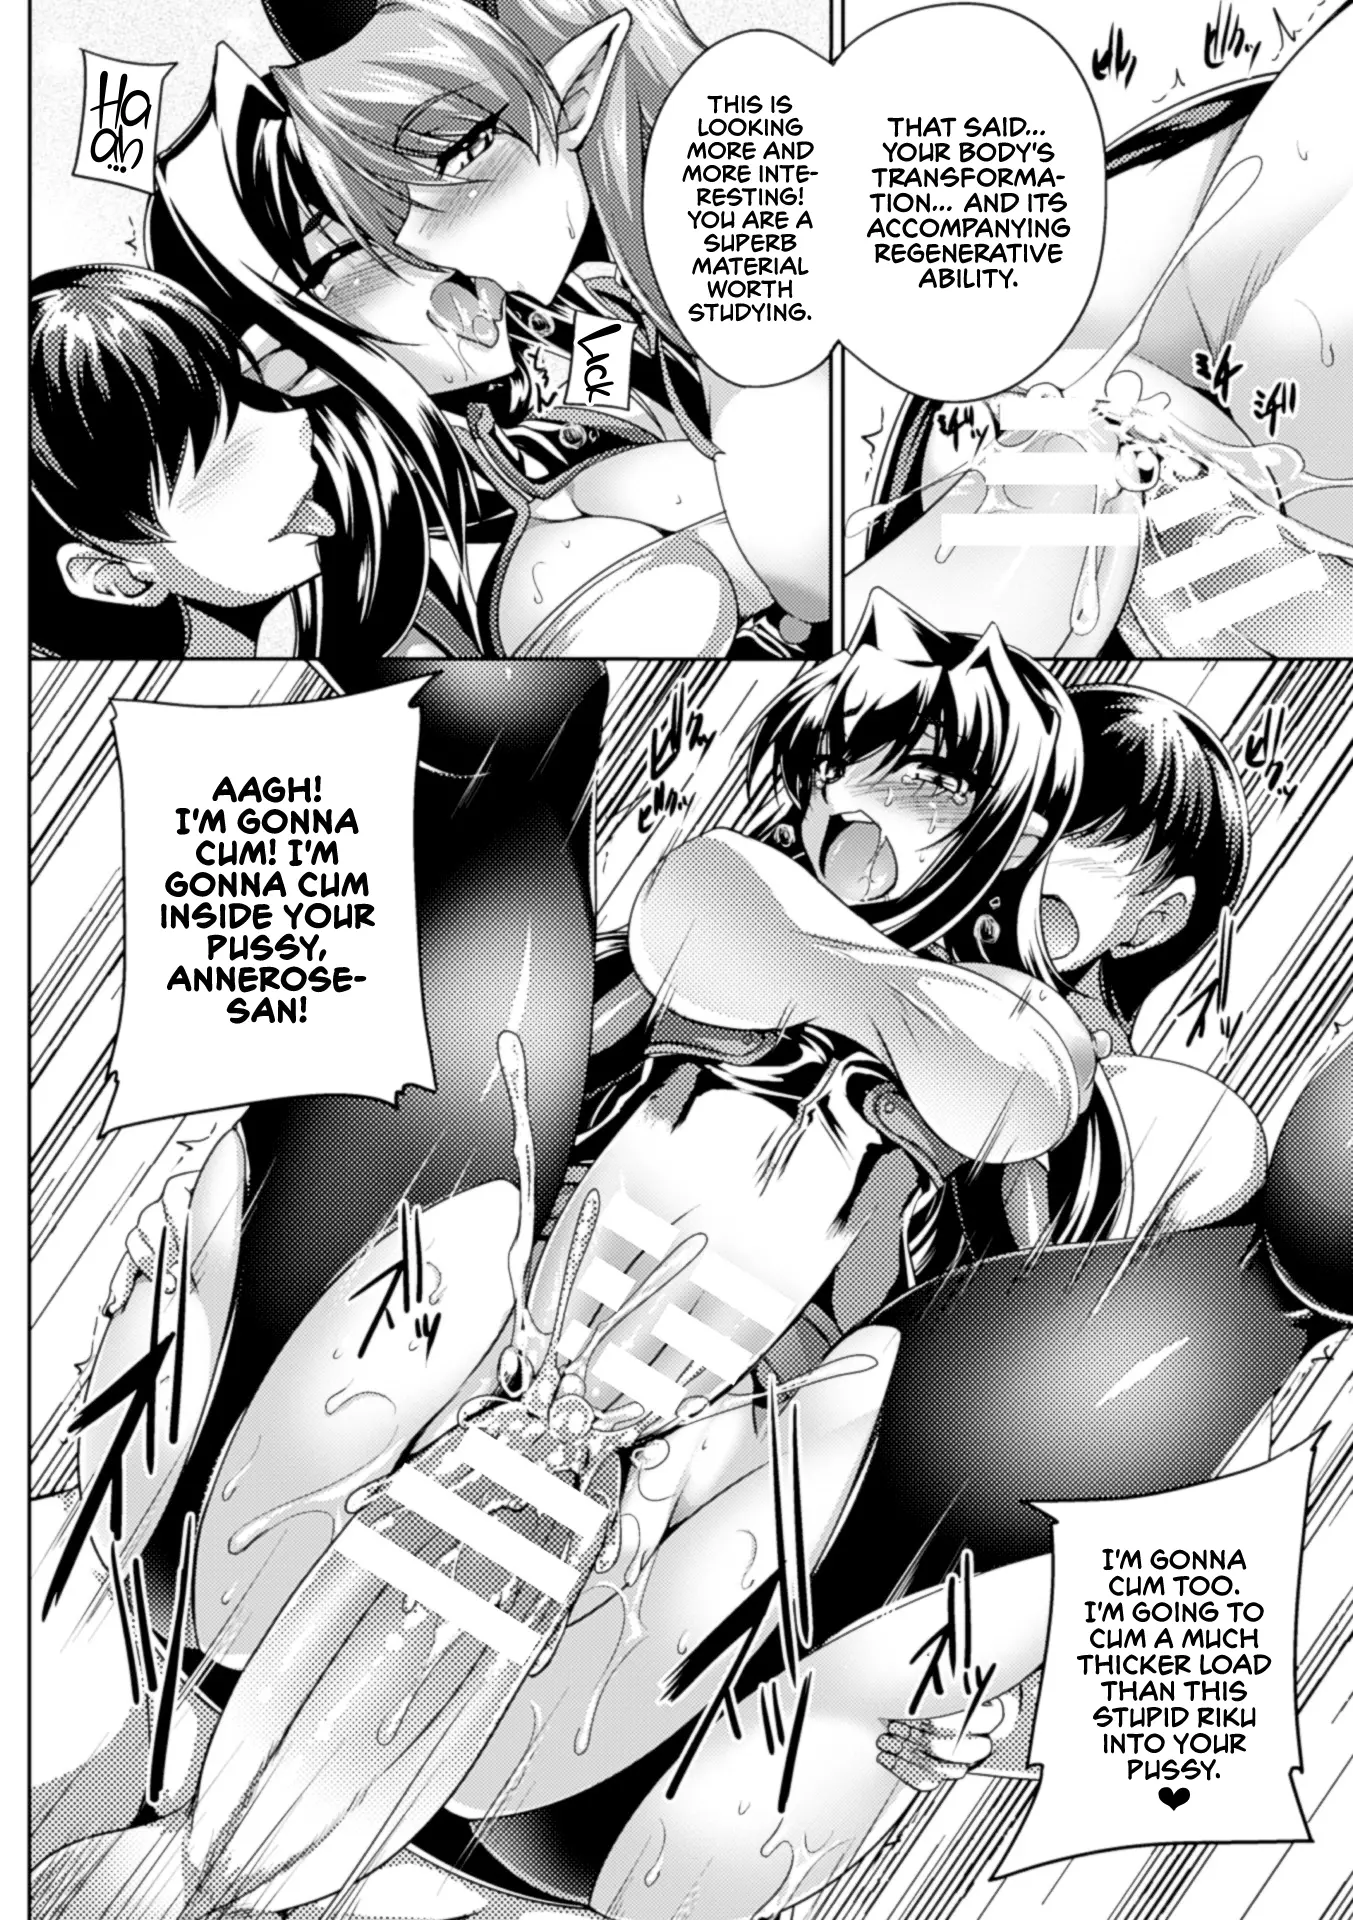 THAT SAID...
YOUR BODY'S
TRANSFORMA-
TION... AND ITS
ACCOMPANYING
REGENERATIVE
ABILITY.
THIS IS
LOOKING
MORE AND
MORE INTE-
RESTING!
YOU ARE A
SUPERB
MATERIAL
WORTH
STUDYING.
Ha
ah...
LICK
AAGH!
I'M GONNA
CUM! I'M
GONNA CUM
INSIDE YOUR
PUSSY,
ANNEROSE-
SAN!
I'M GONNA
CUM TOO.
I'M GOING TO
CUM A MUCH
THICKER LOAD
THAN THIS
STUPID RIKU
INTO YOUR
PUSSY.
♥